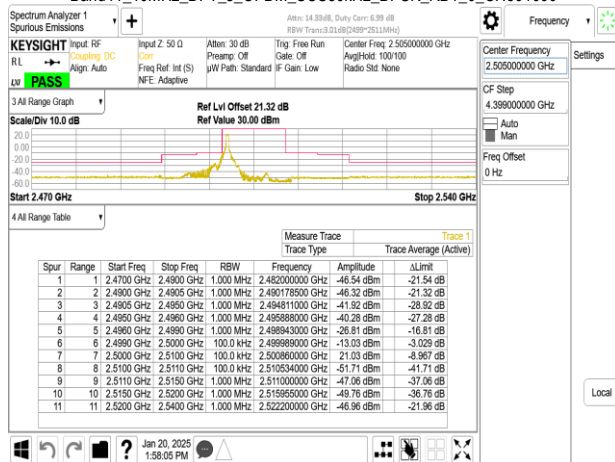 Spectrum Analyzer 1
Spurious Emissions
+
Attn: 14.33dB, Duty Corr: 6.99 dB
RBW Trans:3.01dB(2499~2511MHz)
Frequency
KEYSIGHT
RL
PASS
Input: RF
Coupling: DC
Align: Auto
Input Z: 50 Ω
Corr
Freq Ref: Int (S)
NFE: Adaptive
Atten: 30 dB
Preamp: Off
µW Path: Standard
Trig: Free Run
Gate: Off
IF Gain: Low
Center Freq: 2.505000000 GHz
Avg|Hold: 100/100
Radio Std: None
Center Frequency
2.505000000 GHz
Settings
CF Step
4.399000000 GHz
Auto
Man
Freq Offset
0 Hz
Local
3 All Range Graph
Scale/Div 10.0 dB
Ref Lvl Offset 21.32 dB
Ref Value 30.00 dBm
20.0
0.00
-20.0
-40.0
-60.0
Start 2.470 GHz
Stop 2.540 GHz
4 All Range Table
Measure Trace Trace 1
Trace Type Trace Average (Active)
Spur Range Start Freq Stop Freq RBW Frequency Amplitude ΔLimit
1 1 2.4700 GHz 2.4900 GHz 1.000 MHz 2.482000000 GHz -46.54 dBm -21.54 dB
2 2 2.4900 GHz 2.4905 GHz 1.000 MHz 2.490178500 GHz -46.32 dBm -21.32 dB
3 3 2.4905 GHz 2.4950 GHz 1.000 MHz 2.494811000 GHz -41.92 dBm -28.92 dB
4 4 2.4950 GHz 2.4960 GHz 1.000 MHz 2.495888000 GHz -40.28 dBm -27.28 dB
5 5 2.4960 GHz 2.4990 GHz 1.000 MHz 2.498943000 GHz -26.81 dBm -16.81 dB
6 6 2.4990 GHz 2.5000 GHz 100.0 kHz 2.499989000 GHz -13.03 dBm -3.029 dB
7 7 2.5000 GHz 2.5100 GHz 100.0 kHz 2.500860000 GHz 21.03 dBm -8.967 dB
8 8 2.5100 GHz 2.5110 GHz 100.0 kHz 2.510534000 GHz -51.71 dBm -41.71 dB
9 9 2.5110 GHz 2.5150 GHz 1.000 MHz 2.511000000 GHz -47.06 dBm -37.06 dB
10 10 2.5150 GHz 2.5200 GHz 1.000 MHz 2.515955000 GHz -49.76 dBm -36.76 dB
11 11 2.5200 GHz 2.5400 GHz 1.000 MHz 2.522200000 GHz -46.96 dBm -21.96 dB
?
Jan 20, 2025
1:58:05 PM